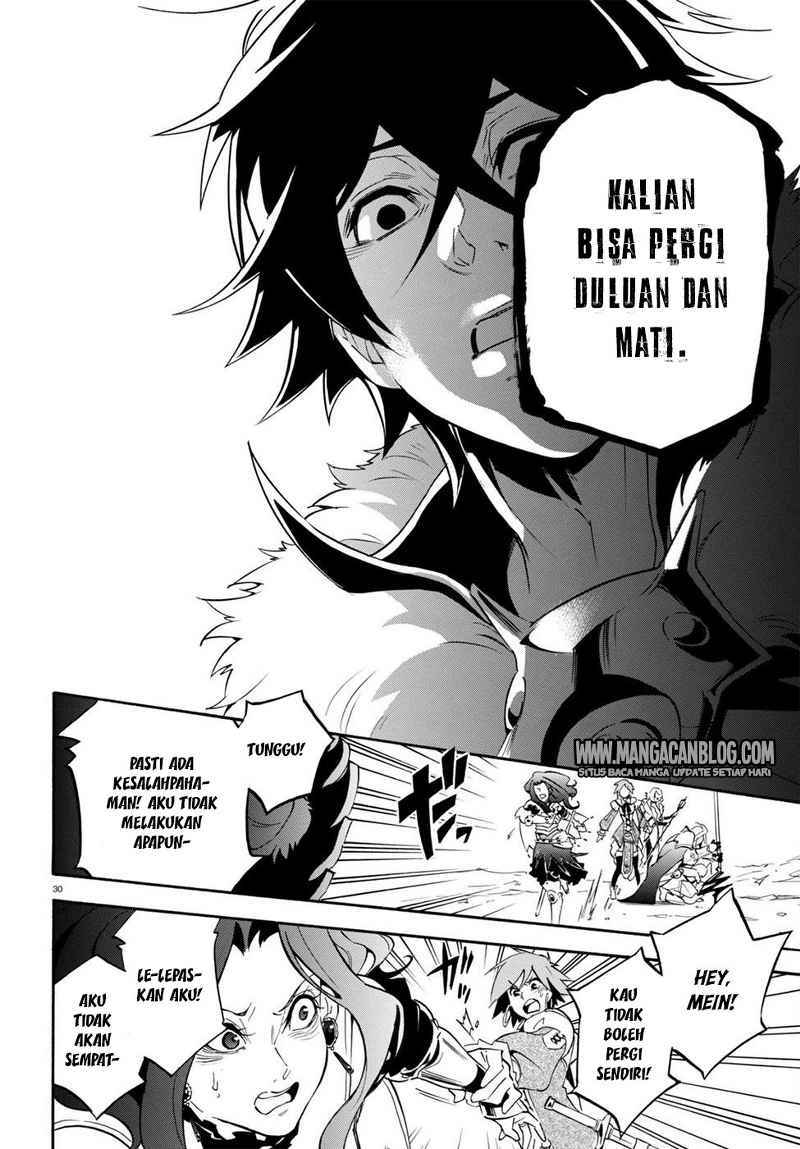 KALIAN
BISA PERGI
DULUAN DAN
MATI.
WWW.MANGACANBLOG.COM
SITUS BACA MANGA UPDATE SETIAP HARI
ダッ
TUNGGU!
PASTI ADA
KESALAHPAHA-
MAN! AKU TIDAK
MELAKUKAN
APAPUN-
30
HEY,
MEIN!
KAU
TIDAK
BOLEH
PERGI
SENDIRI!
LE-LEPAS-
KAN AKU!
AKU
TIDAK
AKAN
SEMPAT-